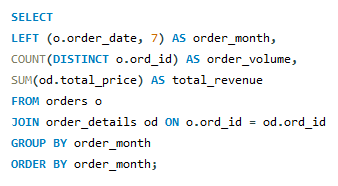 SELECT
LEFT (o.order_date, 7) AS order_month,
COUNT(DISTINCT o.ord_id) AS order_volume,
SUM(od.total_price) AS total_revenue
FROM orders o
JOIN order_details od ON o.ord_id = od.ord_id
GROUP BY order_month
ORDER BY order_month;